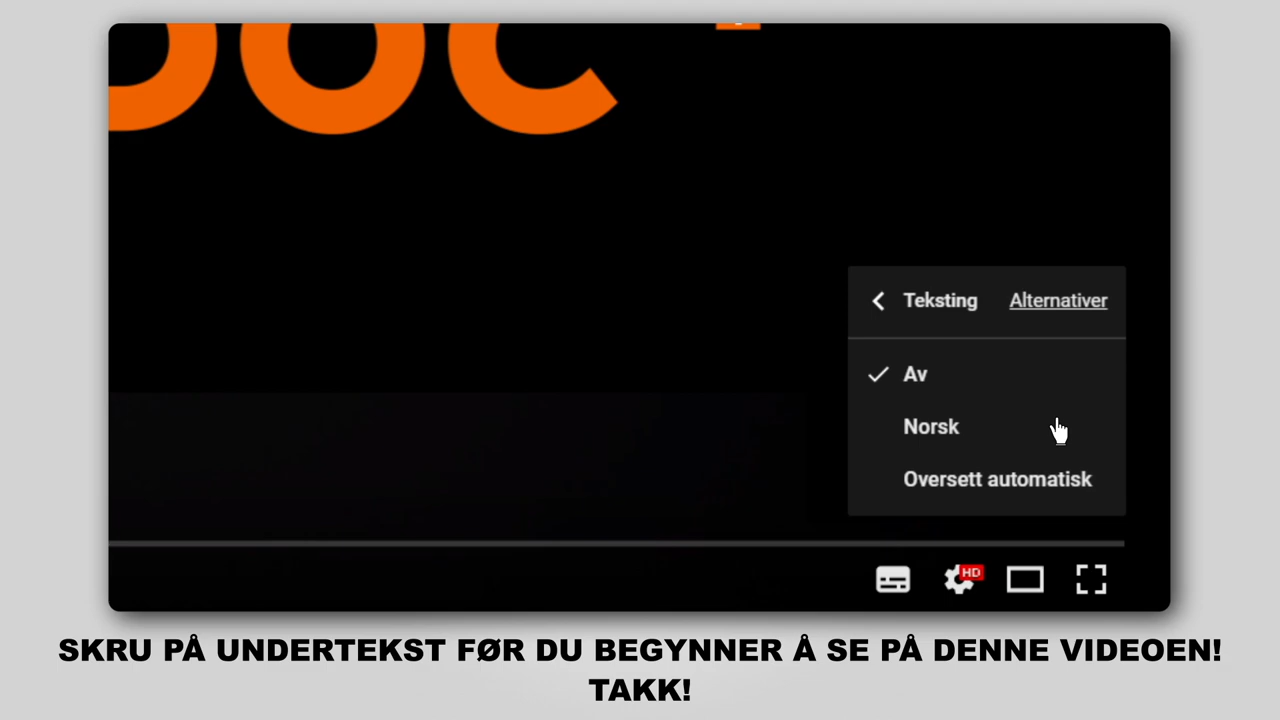 Teksting Alternativer
Av
Norsk
Oversett automatisk
HD
SKRU PÅ UNDERTEKST FØR DU BEGYNNER Å SE PÅ DENNE VIDEOEN!
TAKK!